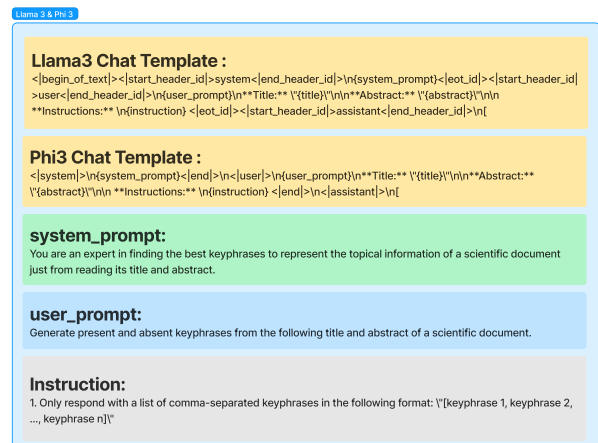 Llama 3 & Phi 3
Llama3 Chat Template :
<|begin_of_text|><|start_header_id|>system<|end_header_id|>\n{system_prompt}<|eot_id|><|start_header_id|
>user<|end_header_id|>\n{user_prompt}\n**Title:** \"{title}\"\n\n**Abstract:** \"{abstract}\"\n\n
**Instructions:** \n{instruction} <|eot_id|><|start_header_id|>assistant<|end_header_id|>\n[
Phi3 Chat Template :
<|system|>\n{system_prompt}<|end|>\n<|user|>\n{user_prompt}\n**Title:** \"{title}\"\n\n**Abstract:**
\"{abstract}\"\n\n **Instructions:** \n{instruction} <|end|>\n<|assistant|>\n[
system_prompt:
You are an expert in finding the best keyphrases to represent the topical information of a scientific document
just from reading its title and abstract.
user_prompt:
Generate present and absent keyphrases from the following title and abstract of a scientific document.
Instruction:
1. Only respond with a list of comma-separated keyphrases in the following format: \"[keyphrase 1, keyphrase 2,
..., keyphrase n]\"